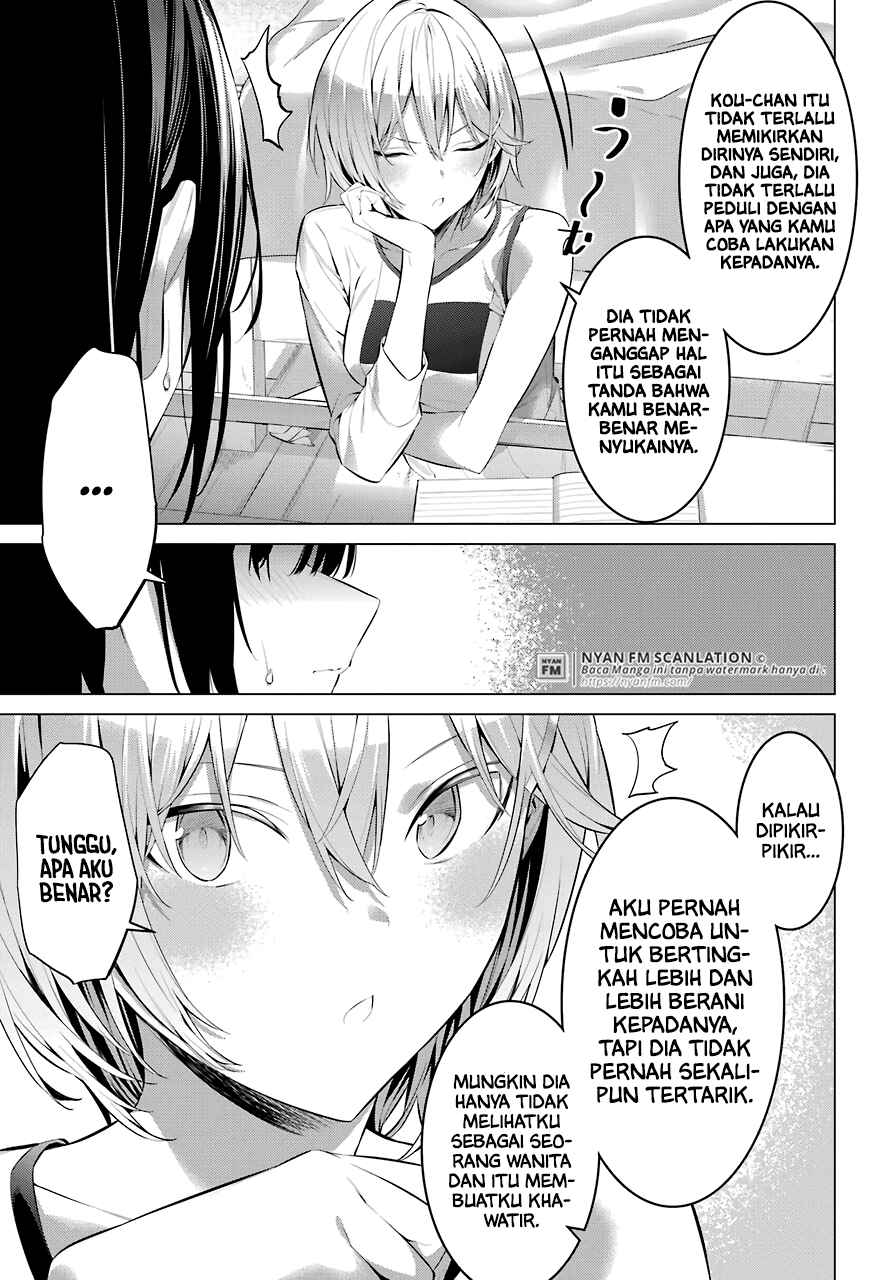 KOU-CHAN ITU
TIDAK TERLALU
MEMIKIRKAN
DIRINYA SENDIRI,
DAN JUGA, DIA
TIDAK TERLALU
PEDULI DENGAN
APA YANG KAMU
COBA LAKUKAN
KEPADANYA.
DIA TIDAK
PERNAH MEN-
GANGGAP HAL
ITU SEBAGAI
TANDA BAHWA
KAMU BENAR-
BENAR ME-
NYUKAINYA.
う～む
...
NYAN FM
NYAN FM SCANLATION ©
Baca Manga ini tanpa watermark hanya di :
https://nyanfm.com/
KALAU
DIPIKIR-
PIKIR...
AKU PERNAH
MENCOBA UN-
TUK BERTING-
KAH LEBIH DAN
LEBIH BERANI
KEPADANYA,
TAPI DIA TIDAK
PERNAH SEKALI-
PUN TERTARIK.
MUNGKIN DIA
HANYA TIDAK
MELIHATKU
SEBAGAI SEO-
RANG WANITA
DAN ITU MEM-
BUATKU KHA-
WATIR.
TUNGGU,
APA AKU
BENAR?